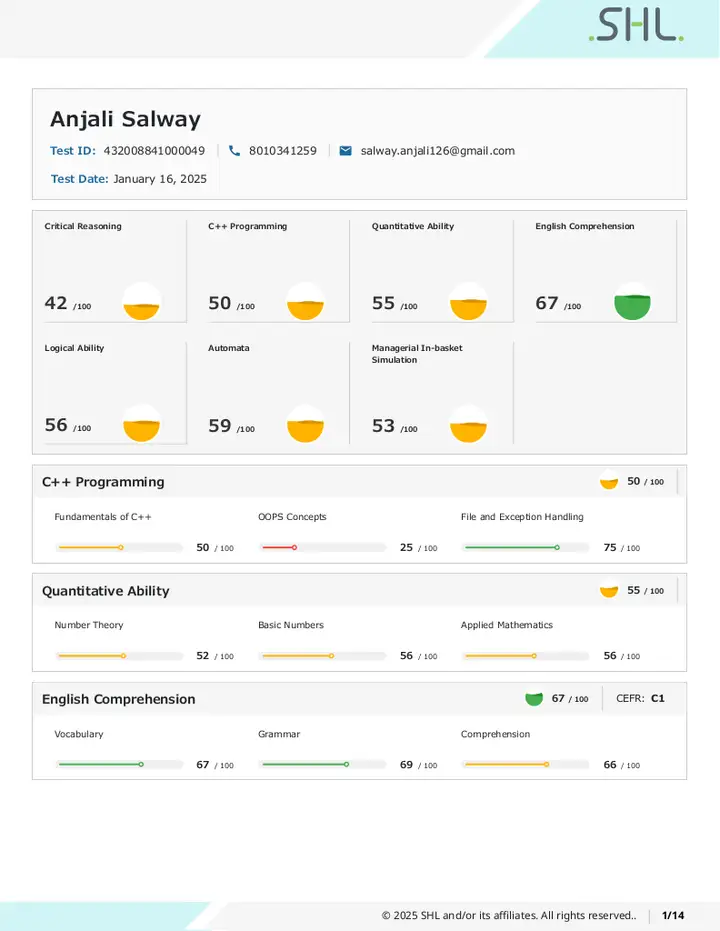 SHL
Anjali Salway
Test ID: 432008841000049 8010341259 salway.anjali126@gmail.com
Test Date: January 16, 2025
Critical Reasoning C++ Programming Quantitative Ability English Comprehension
42 /100 50 /100 55 /100 67 /100
Logical Ability Automata Managerial In-basket
Simulation
56 /100 59 /100 53 /100
C++ Programming 50 / 100
Fundamentals of C++ OOPS Concepts File and Exception Handling
50 / 100 25 / 100 75 / 100
Quantitative Ability 55 / 100
Number Theory Basic Numbers Applied Mathematics
52 / 100 56 / 100 56 / 100
English Comprehension 67 / 100 CEFR: C1
Vocabulary Grammar Comprehension
67 / 100 69 / 100 66 / 100
© 2025 SHL and/or its affiliates. All rights reserved.. 1/14